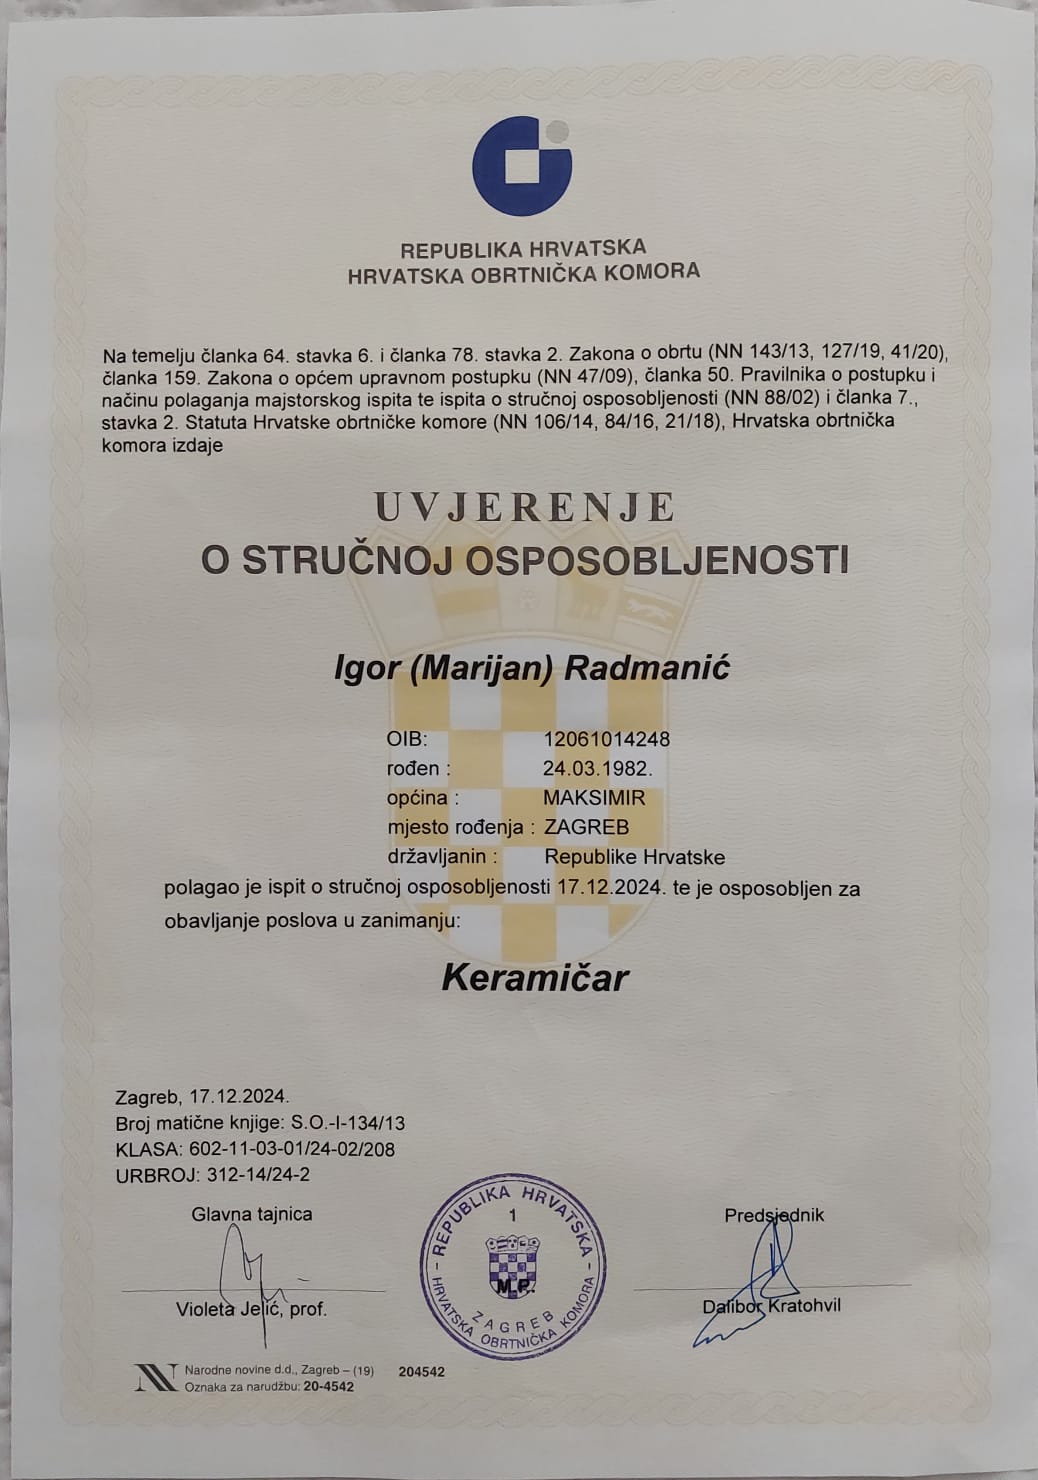 REPUBLIKA HRVATSKA
HRVATSKA OBRTNIČKA KOMORA
Na temelju članka 64. stavka 6. i članka 78. stavka 2. Zakona o obrtu (NN 143/13, 127/19, 41/20),
članka 159. Zakona o općem upravnom postupku (NN 47/09), članka 50. Pravilnika o postupku i
načinu polaganja majstorskog ispita te ispita o stručnoj osposobljenosti (NN 88/02) i članka 7.,
stavka 2. Statuta Hrvatske obrtničke komore (NN 106/14, 84/16, 21/18), Hrvatska obrtnička
komora izdaje
UVJERENJE
O STRUČNOJ OSPOSOBLJENOSTI
Igor (Marijan) Radmanić
OIB: 12061014248
rođen : 24.03.1982.
općina : MAKSIMIR
mjesto rođenja : ZAGREB
državljanin : Republike Hrvatske
polagao je ispit o stručnoj osposobljenosti 17.12.2024. te je osposobljen za
obavljanje poslova u zanimanju:
Keramičar
Zagreb, 17.12.2024.
Broj matične knjige: S.O.-I-134/13
KLASA: 602-11-03-01/24-02/208
URBROJ: 312-14/24-2
Glavna tajnica
Violeta Jelić, prof.
REPUBLIKA HRVATSKA
1
M.P.
ZAGREB
HRVATSKA OBRTNIČKA KOMORA
Predsjednik
Dalibor Kratohvil
Narodne novine d.d., Zagreb – (19) 204542
Oznaka za narudžbu: 20-4542